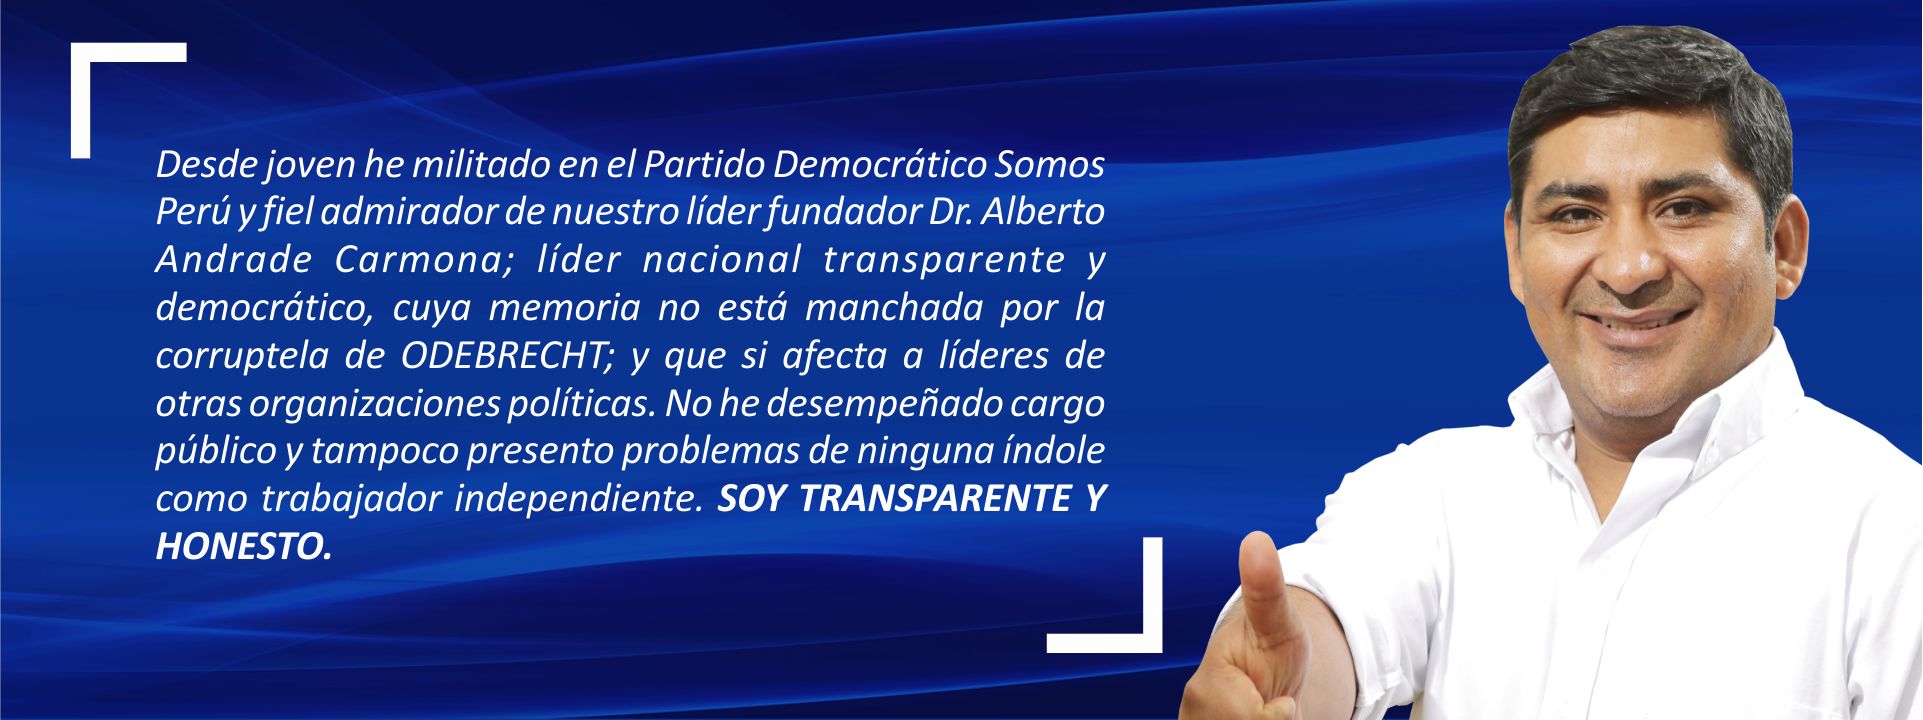 Desde joven he militado en el Partido Democrático Somos
Perú y fiel admirador de nuestro líder fundador Dr. Alberto
Andrade Carmona; líder nacional transparente y
democrático, cuya memoria no está manchada por la
corruptela de ODEBRECHT; y que si afecta a líderes de
otras organizaciones políticas. No he desempeñado cargo
público y tampoco presento problemas de ninguna índole
como trabajador independiente. SOY TRANSPARENTE Y
HONESTO.